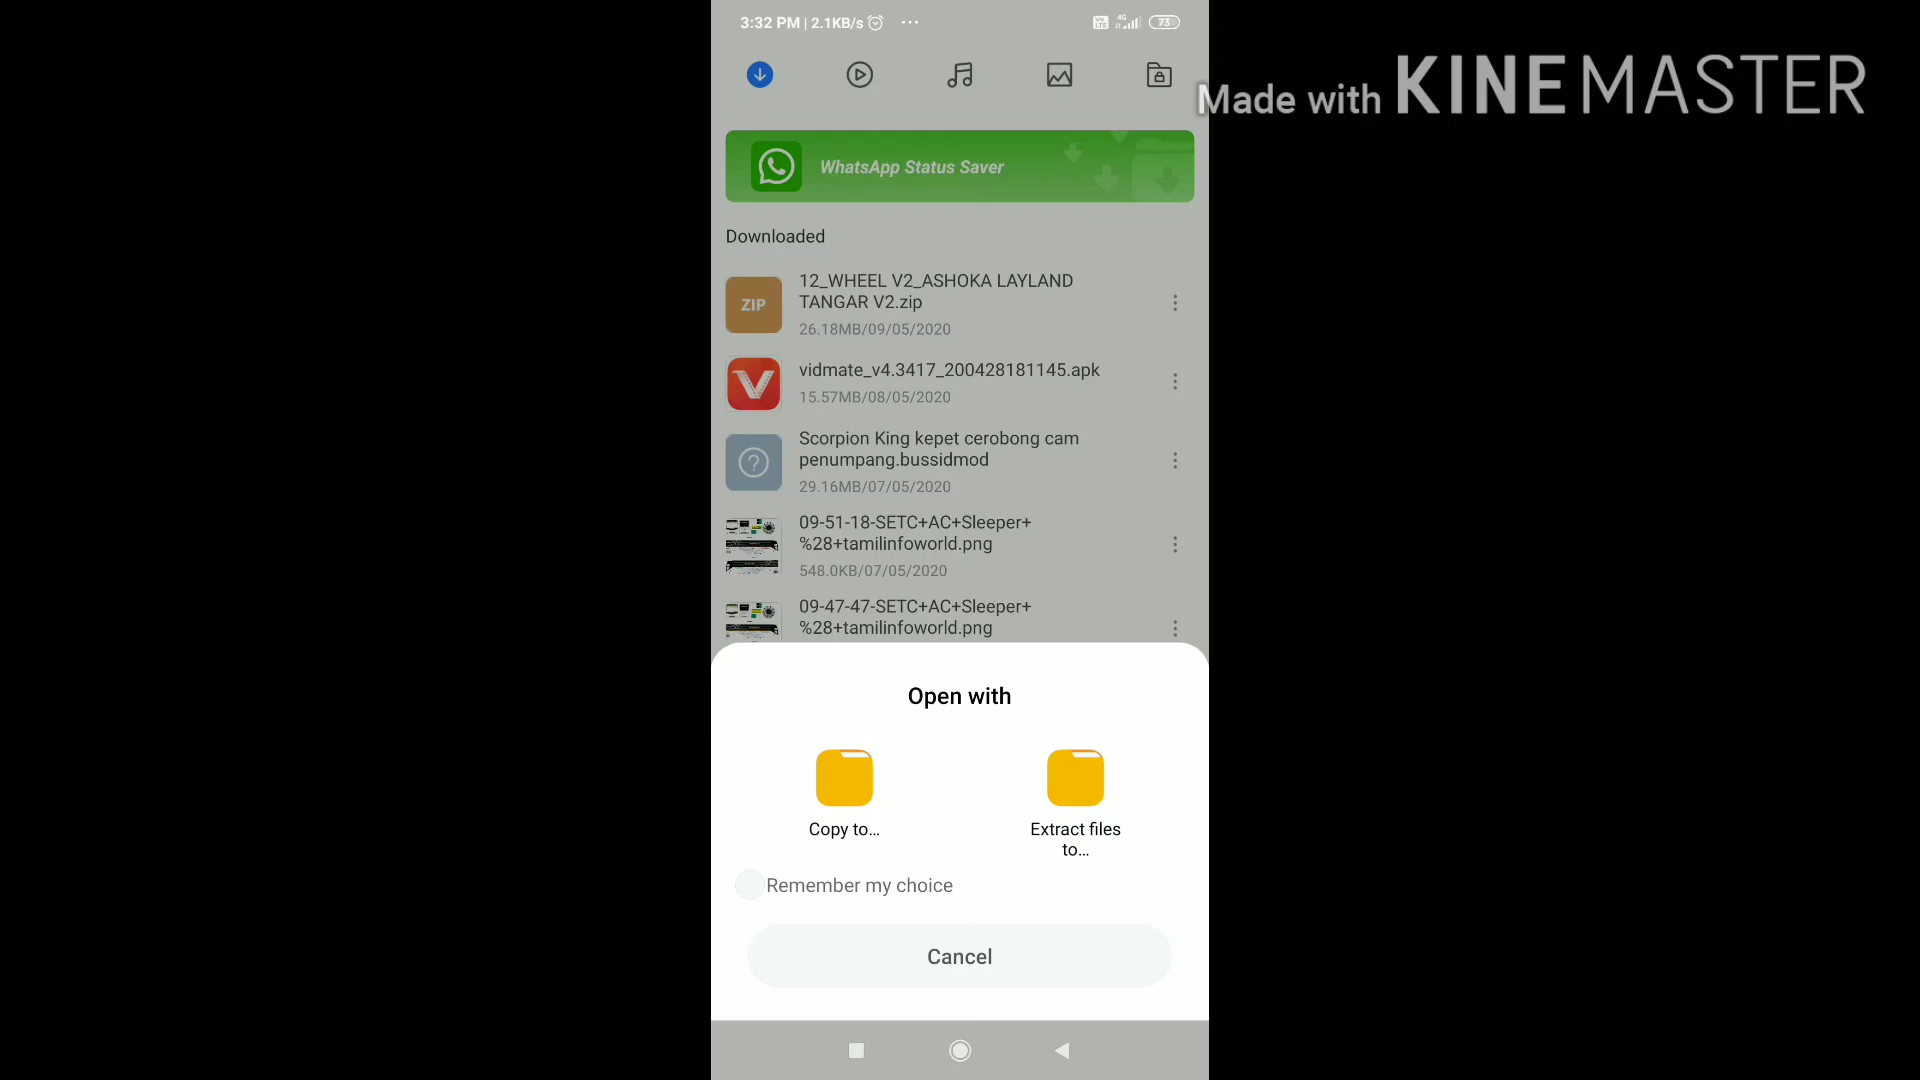 3:32 PM | 2.1KB/s
Vo LTE 4G 73
Made with KINEMASTER
WhatsApp Status Saver
Downloaded
ZIP
12_WHEEL V2_ASHOKA LAYLAND
TANGAR V2.zip
26.18MB/09/05/2020
vidmate_v4.3417_200428181145.apk
15.57MB/08/05/2020
Scorpion King kepet cerobong cam
penumpang.bussidmod
29.16MB/07/05/2020
09-51-18-SETC+AC+Sleeper+
%28+tamilinfoworld.png
548.0KB/07/05/2020
09-47-47-SETC+AC+Sleeper+
%28+tamilinfoworld.png
Open with
Copy to...
Extract files
to...
Remember my choice
Cancel